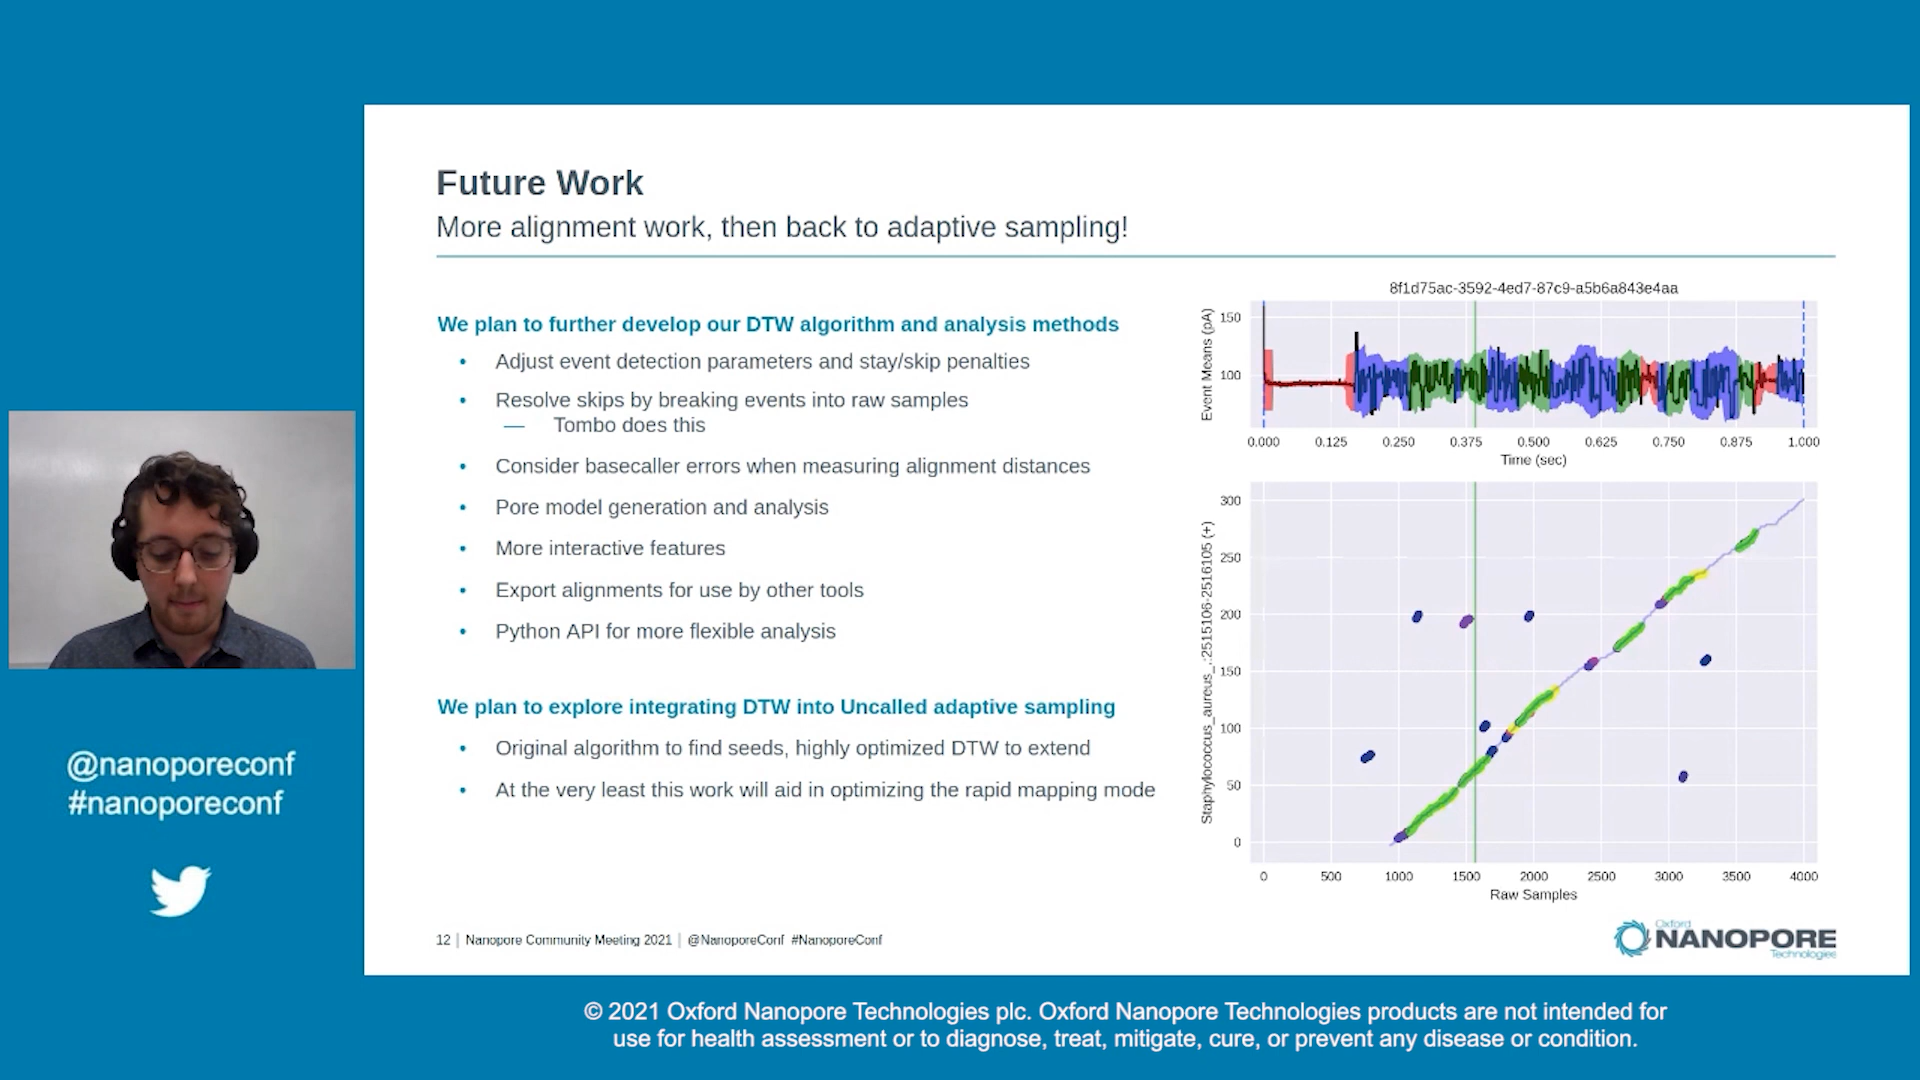 Future Work
More alignment work, then back to adaptive sampling!
We plan to further develop our DTW algorithm and analysis methods
• Adjust event detection parameters and stay/skip penalties
• Resolve skips by breaking events into raw samples
— Tombo does this
• Consider basecaller errors when measuring alignment distances
• Pore model generation and analysis
• More interactive features
• Export alignments for use by other tools
• Python API for more flexible analysis
We plan to explore integrating DTW into Uncalled adaptive sampling
• Original algorithm to find seeds, highly optimized DTW to extend
• At the very least this work will aid in optimizing the rapid mapping mode
8f1d75ac-3592-4ed7-87c9-a5b6a843e4aa
Event Means (pA)
150
100
0.000 0.125 0.250 0.375 0.500 0.625 0.750 0.875 1.000
Time (sec)
Staphylococcus_aureus_.:2515106-2516105 (+)
300
250
200
150
100
50
0
0 500 1000 1500 2000 2500 3000 3500 4000
Raw Samples
12 | Nanopore Community Meeting 2021 | @NanoporeConf #NanoporeConf
Oxford
NANOPORE
Technologies
@nanoporeconf
#nanoporeconf
© 2021 Oxford Nanopore Technologies plc. Oxford Nanopore Technologies products are not intended for
use for health assessment or to diagnose, treat, mitigate, cure, or prevent any disease or condition.